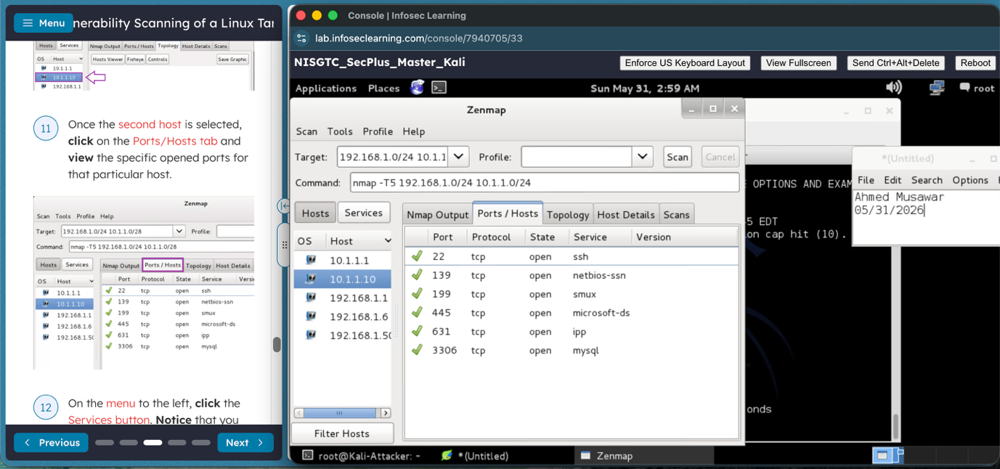 Menu
nerability Scanning of a Linux Tar
Hosts Services Nmap Output Ports / Hosts Topology Host Details Scans
OS Host Hosts Viewer Fisheye Controls Save Graphic
10.1.1.1
10.1.1.10
192.168.1.1
11
Once the second host is selected,
click on the Ports/Hosts tab and
view the specific opened ports for
that particular host.
Zenmap
Scan Tools Profile Help
Target: 192.168.1.0/24 10.1.1.0/28 Profile:
Command: nmap -T5 192.168.1.0/24 10.1.1.0/28
Hosts Services Nmap Output Ports / Hosts Topology Host Details
OS Host Port Protocol State Service Versi
10.1.1.1
10.1.1.10
192.168.1.1
192.168.1.6
192.168.1.50
22 tcp open ssh
139 tcp open netbios-ssn
199 tcp open smux
445 tcp open microsoft-ds
631 tcp open ipp
3306 tcp open mysql
12
On the menu to the left, click the
Services button. Notice that you
Previous
Next
Console | Infosec Learning
lab.infoseclearning.com/console/7940705/33
NISGTC_SecPlus_Master_Kali
Enforce US Keyboard Layout View Fullscreen Send Ctrl+Alt+Delete Reboot
Applications Places Sun May 31, 2:59 AM root
Zenmap
Scan Tools Profile Help
Target: 192.168.1.0/24 10.1.1 Profile: Scan Cancel
Command: nmap -T5 192.168.1.0/24 10.1.1.0/24
Hosts Services Nmap Output Ports / Hosts Topology Host Details Scans
OS Host
10.1.1.1
10.1.1.10
192.168.1.1
192.168.1.6
192.168.1.50
Filter Hosts
Port Protocol State Service Version
22 tcp open ssh
139 tcp open netbios-ssn
199 tcp open smux
445 tcp open microsoft-ds
631 tcp open ipp
3306 tcp open mysql
OPTIONS AND EXAM
5 EDT
on cap hit (10).
onds
*(Untitled)
File Edit Search Options
Ahmed Musawar
05/31/2026
root@Kali-Attacker: ~ *(Untitled) Zenmap